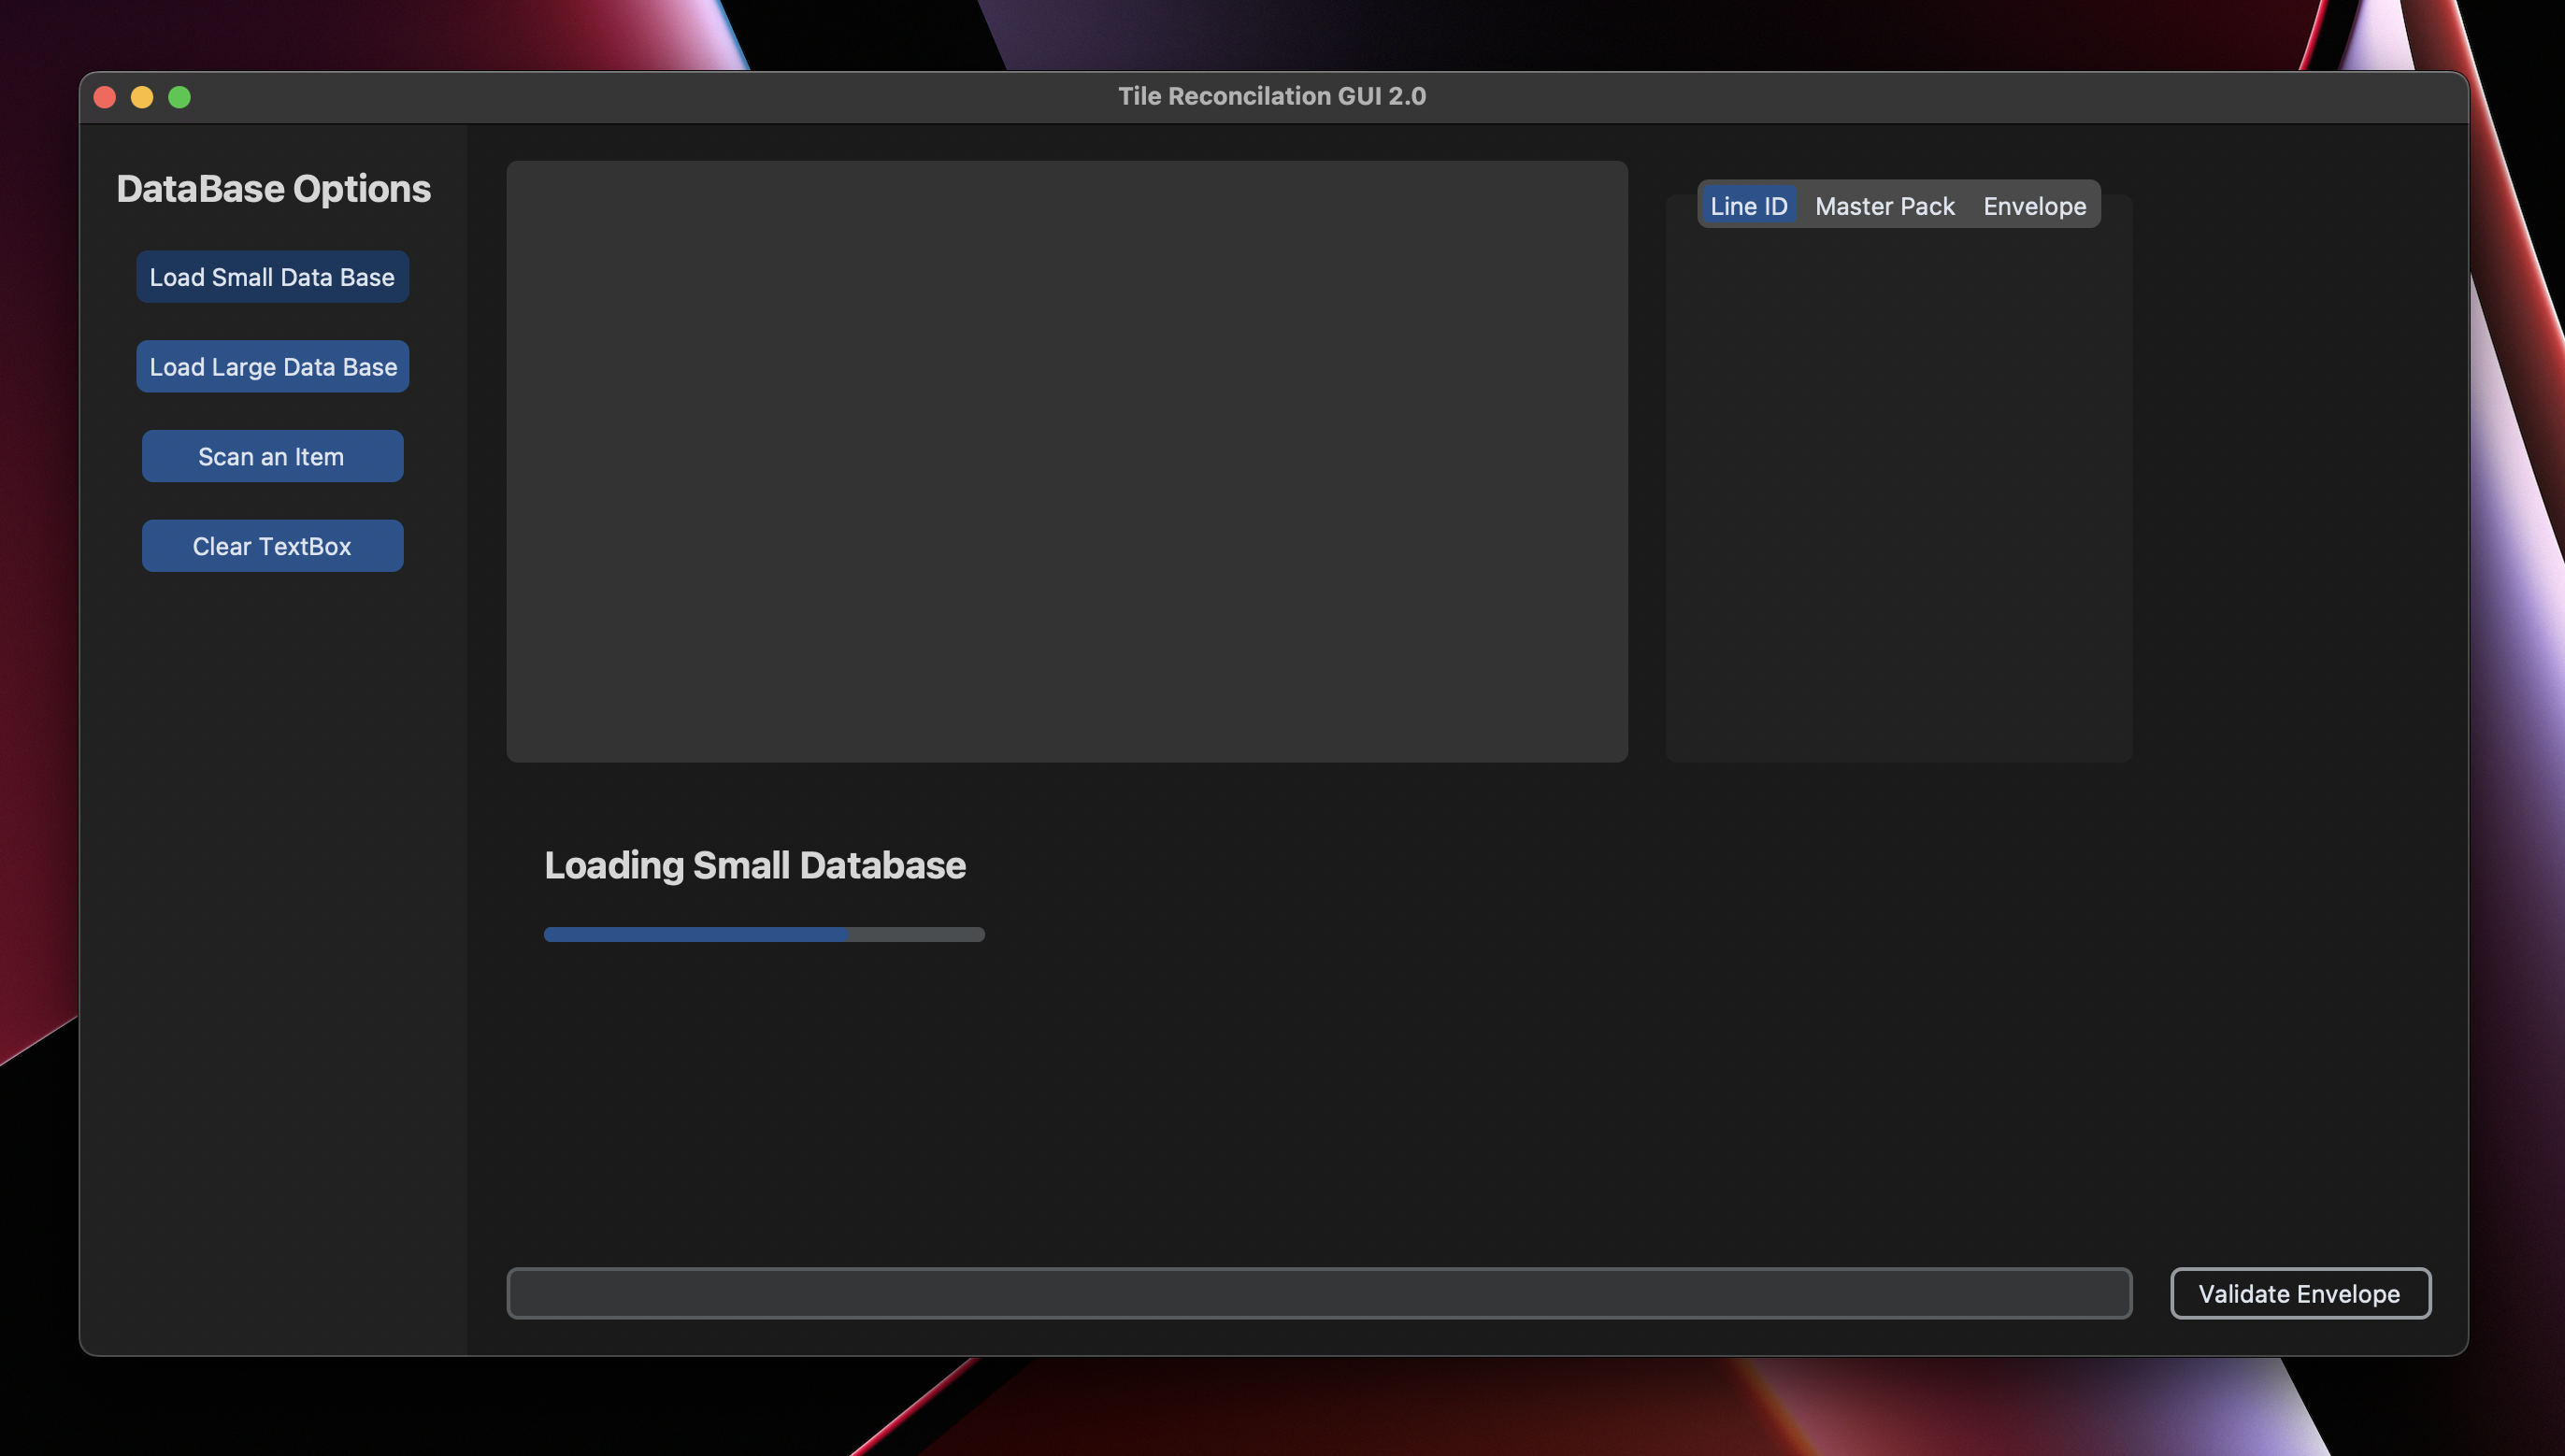 Tile Reconcilation GUI 2.0
DataBase Options
Load Small Data Base
Load Large Data Base
Scan an Item
Clear TextBox
Line ID Master Pack Envelope
Loading Small Database
Validate Envelope